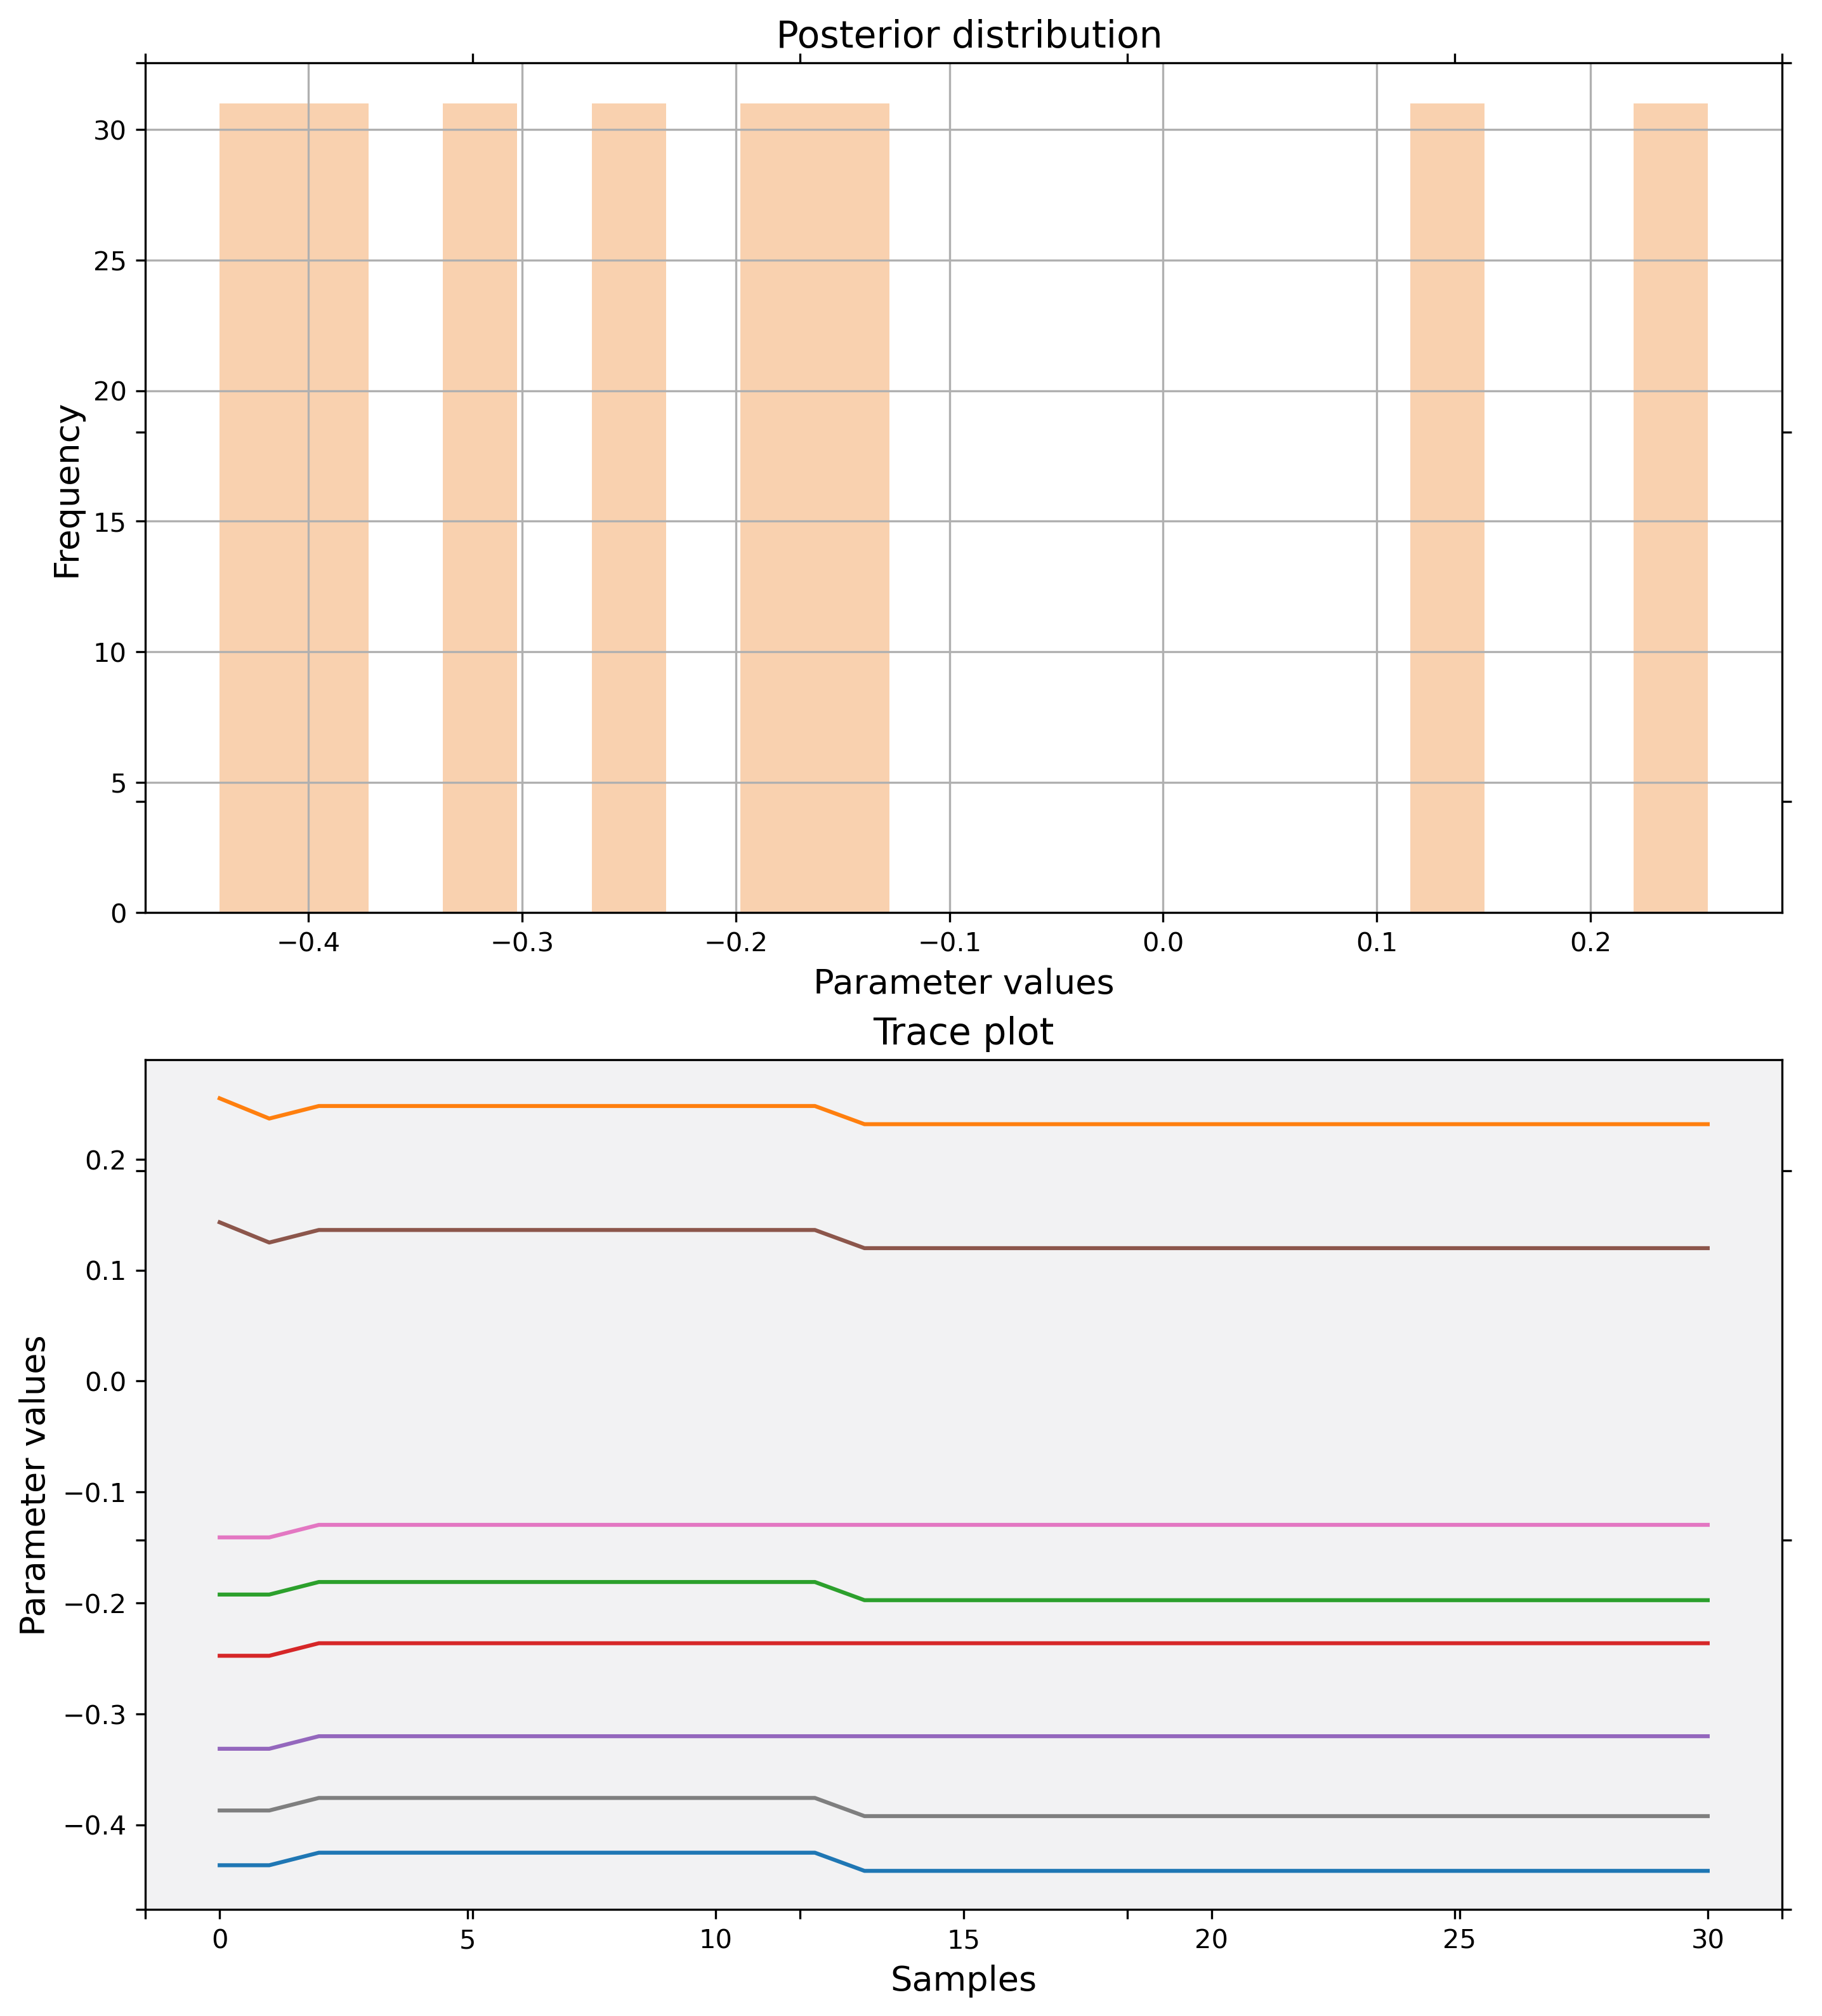 Posterior distribution
30
25
20
15
10
5
0
Frequency
−0.4 −0.3 −0.2 −0.1 0.0 0.1 0.2
Parameter values
Trace plot
0.2
0.1
0.0
−0.1
−0.2
−0.3
−0.4
Parameter values
0 5 10 15 20 25 30
Samples